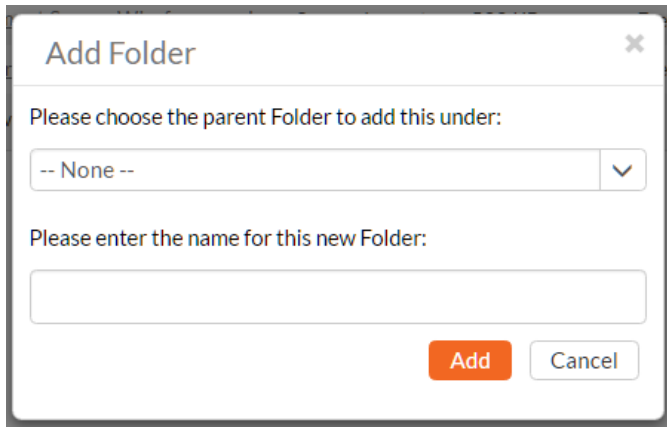 Add Folder
Please choose the parent Folder to add this under:
-- None --
Please enter the name for this new Folder:
Add
Cancel